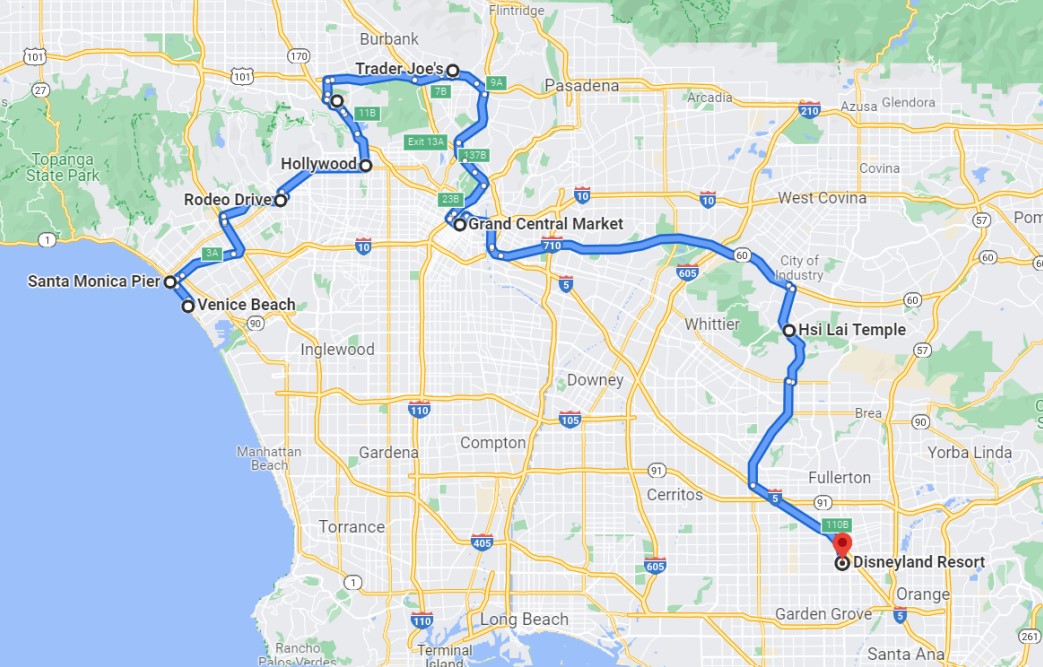 Flintridge
Burbank
101
170
Trader Joe's
101
9A
7B
Pasadena
27
Arcadia
Azusa
Glendora
210
11B
Exit 13A
137B
Topanga
State Park
Hollywood
Covina
Rodeo Drive
23B
10
10
West Covina
57
Pom
Grand Central Market
1
10
710
60
60
60
3A
605
City of
Industry
Santa Monica Pier
5
Venice Beach
60
90
Whittier
Hsi Lai Temple
Inglewood
57
Downey
110
105
Brea
90
Manhattan
Beach
Gardena
Compton
Yorba Linda
91
Fullerton
Cerritos
5
91
Torrance
110B
405
605
Disneyland Resort
1
Orange
110
Long Beach
Garden Grove
5
261
Rancho
Palos Verdes
Terminal
Island
Santa Ana